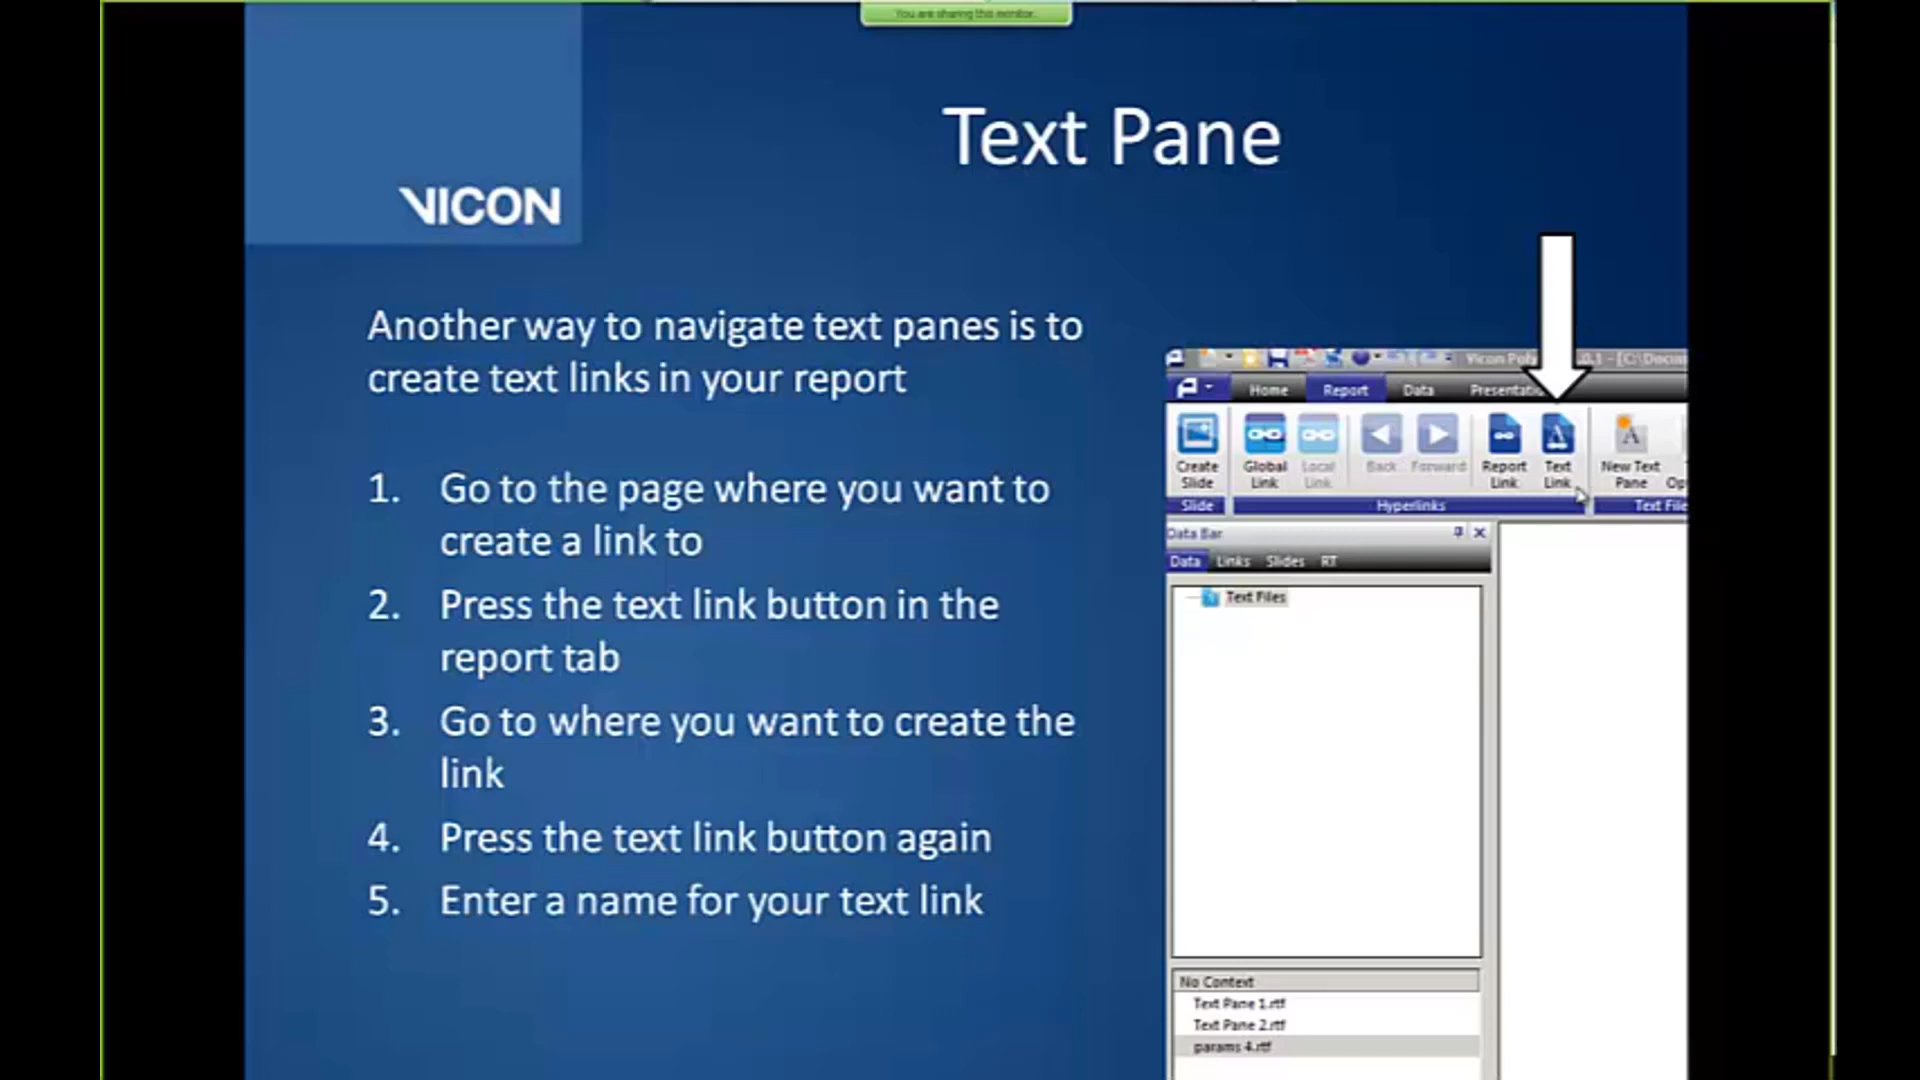 You are sharing this monitor.
Text Pane
VICON
Another way to navigate text panes is to
create text links in your report
1. Go to the page where you want to
create a link to
2. Press the text link button in the
report tab
3. Go to where you want to create the
link
4. Press the text link button again
5. Enter a name for your text link
Vicon
Home Report Data
Create Slide
Global Link
Local Link
Back
Forward
Report Link
Text Link
New Text Pane
Slide Hyperlinks
Data Bar
Data Links Slides RT
Text Files
No Context
Text Pane 1.rtf
Text Pane 2.rtf
params 4.rtf